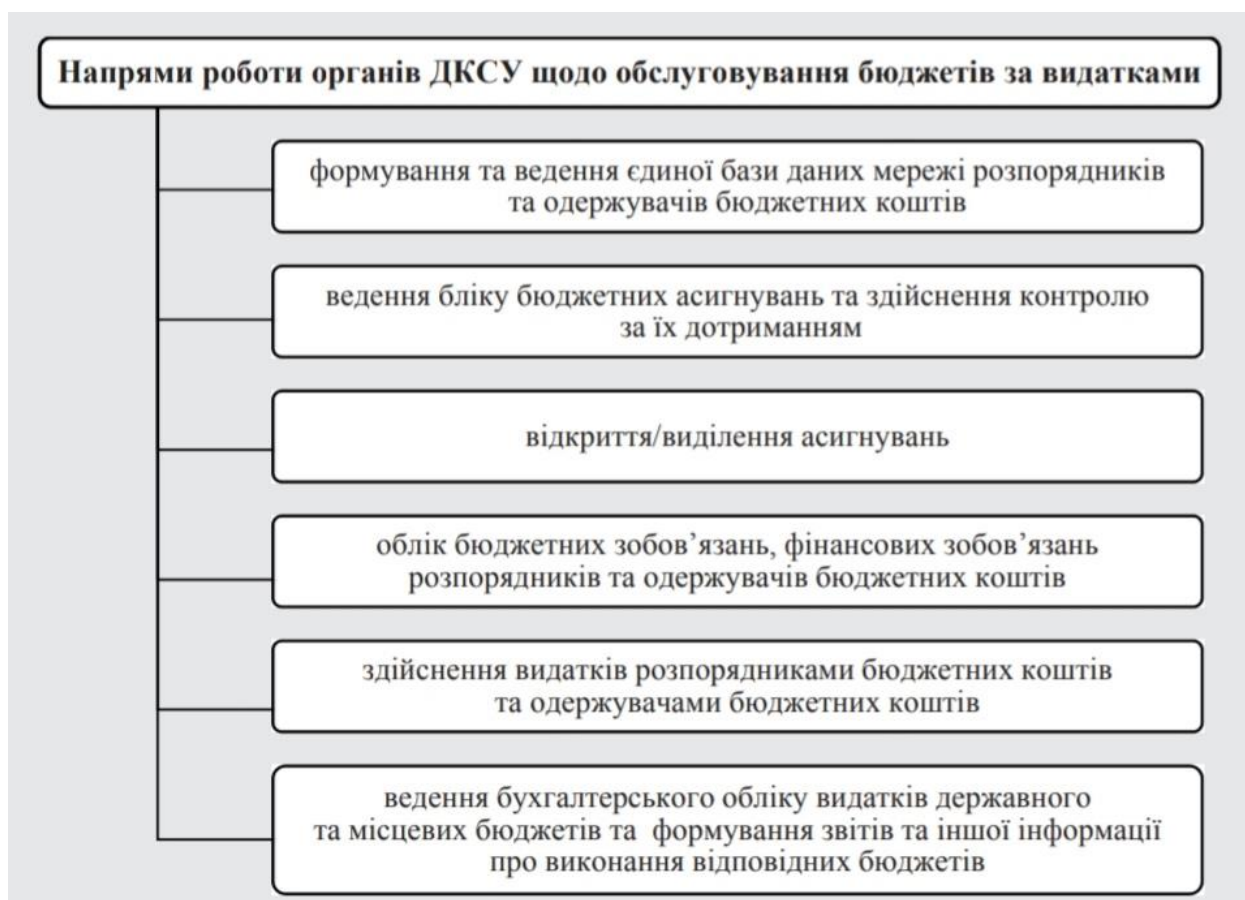 Напрями роботи органів ДКСУ щодо обслуговування бюджетів за видатками
формування та ведення єдиної бази даних мережі розпорядників
та одержувачів бюджетних коштів
ведення бліку бюджетних асигнувань та здійснення контролю
за їх дотриманням
відкриття/виділення асигнувань
облік бюджетних зобов’язань, фінансових зобов’язань
розпорядників та одержувачів бюджетних коштів
здійснення видатків розпорядниками бюджетних коштів
та одержувачами бюджетних коштів
ведення бухгалтерського обліку видатків державного
та місцевих бюджетів та формування звітів та іншої інформації
про виконання відповідних бюджетів